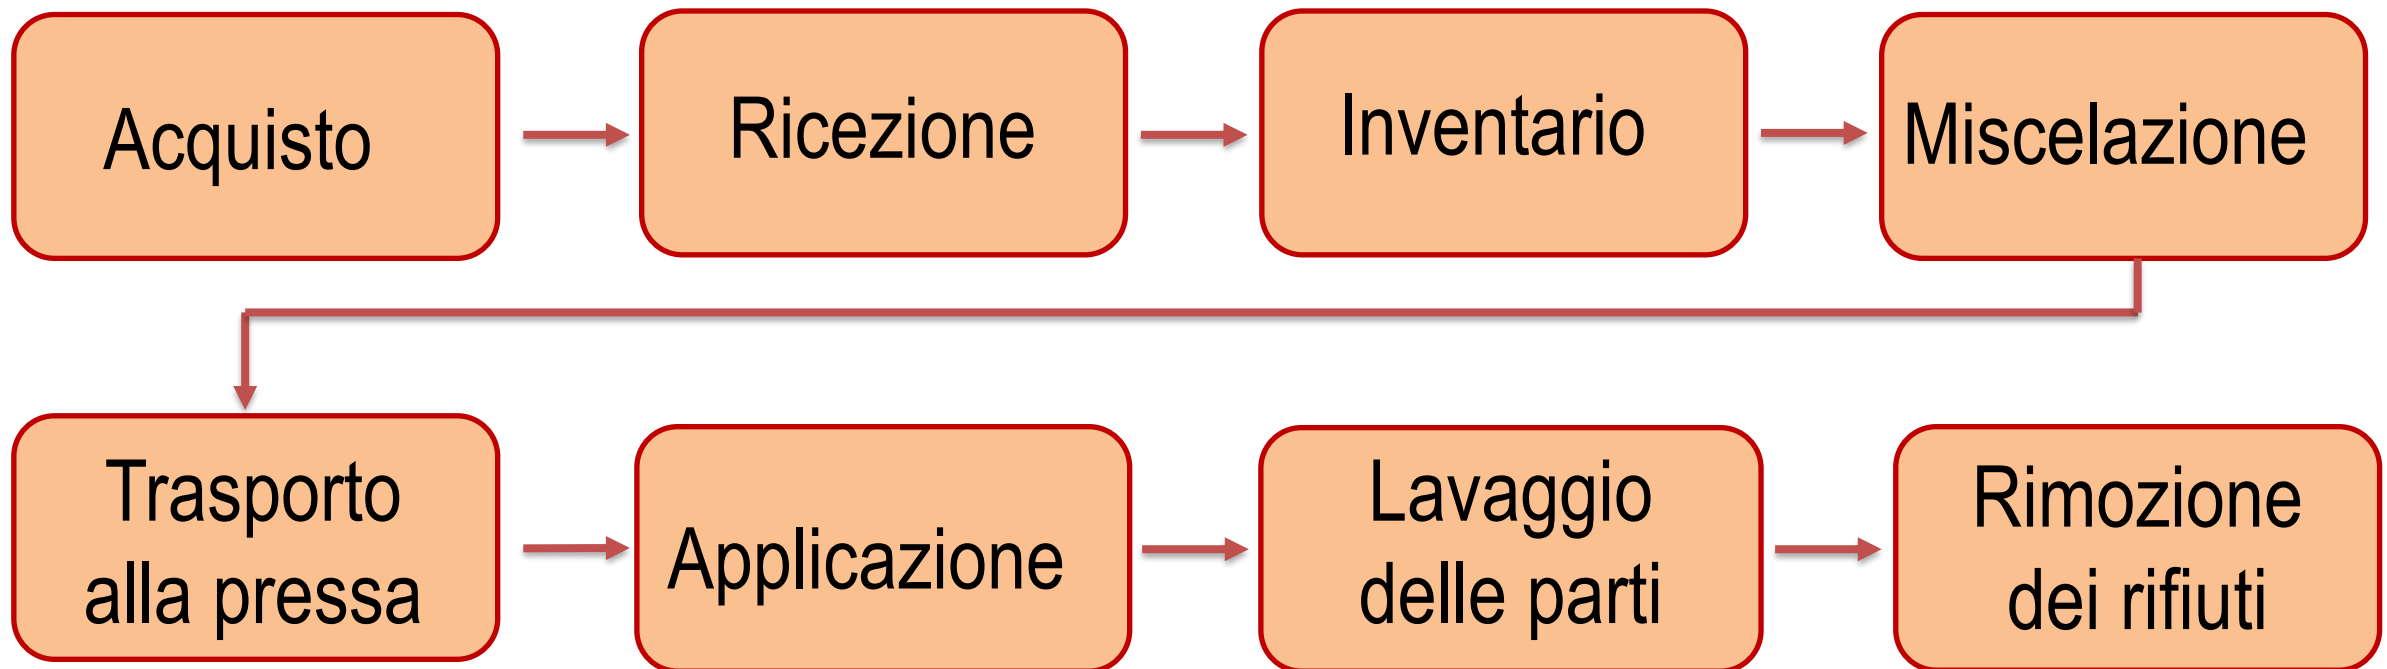 Acquisto
Ricezione
Inventario
Miscelazione
Trasporto
alla pressa
Applicazione
Lavaggio
delle parti
Rimozione
dei rifiuti